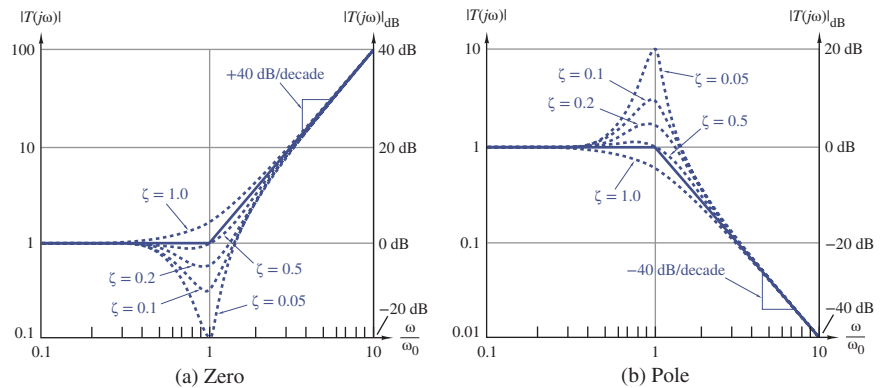 |T(jω)|
|T(jω)|dB
100
40 dB
+40 dB/decade
10
20 dB
ζ = 1.0
1
0 dB
ζ = 0.2
ζ = 0.5
ζ = 0.1
ζ = 0.05
−20 dB
0.1
0.1
1
10
ω/ω0
(a) Zero
|T(jω)|
|T(jω)|dB
10
20 dB
ζ = 0.1
ζ = 0.05
ζ = 0.2
ζ = 0.5
1
0 dB
ζ = 1.0
0.1
−20 dB
−40 dB/decade
−40 dB
0.01
0.1
1
10
ω/ω0
(b) Pole